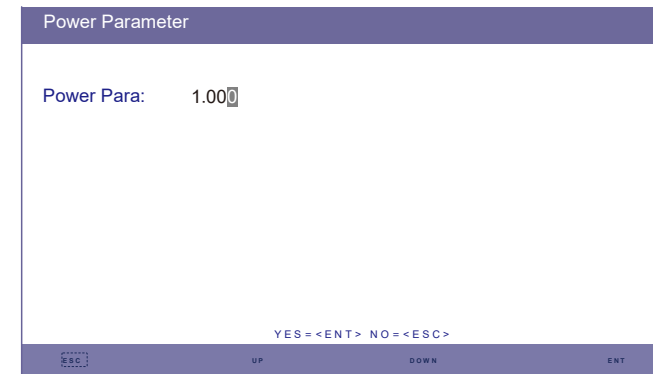 Power Parameter
Power Para: 1.000
YES=<ENT> NO=<ESC>
ESC UP DOWN ENT